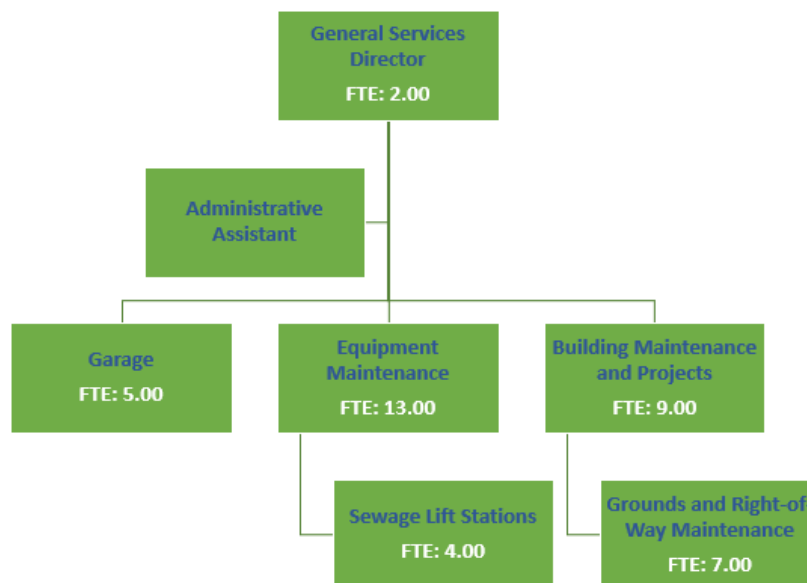 General Services
Director
FTE: 2.00
Administrative
Assistant
Garage
FTE: 5.00
Equipment
Maintenance
FTE: 13.00
Building Maintenance
and Projects
FTE: 9.00
Sewage Lift Stations
FTE: 4.00
Grounds and Right-of
Way Maintenance
FTE: 7.00